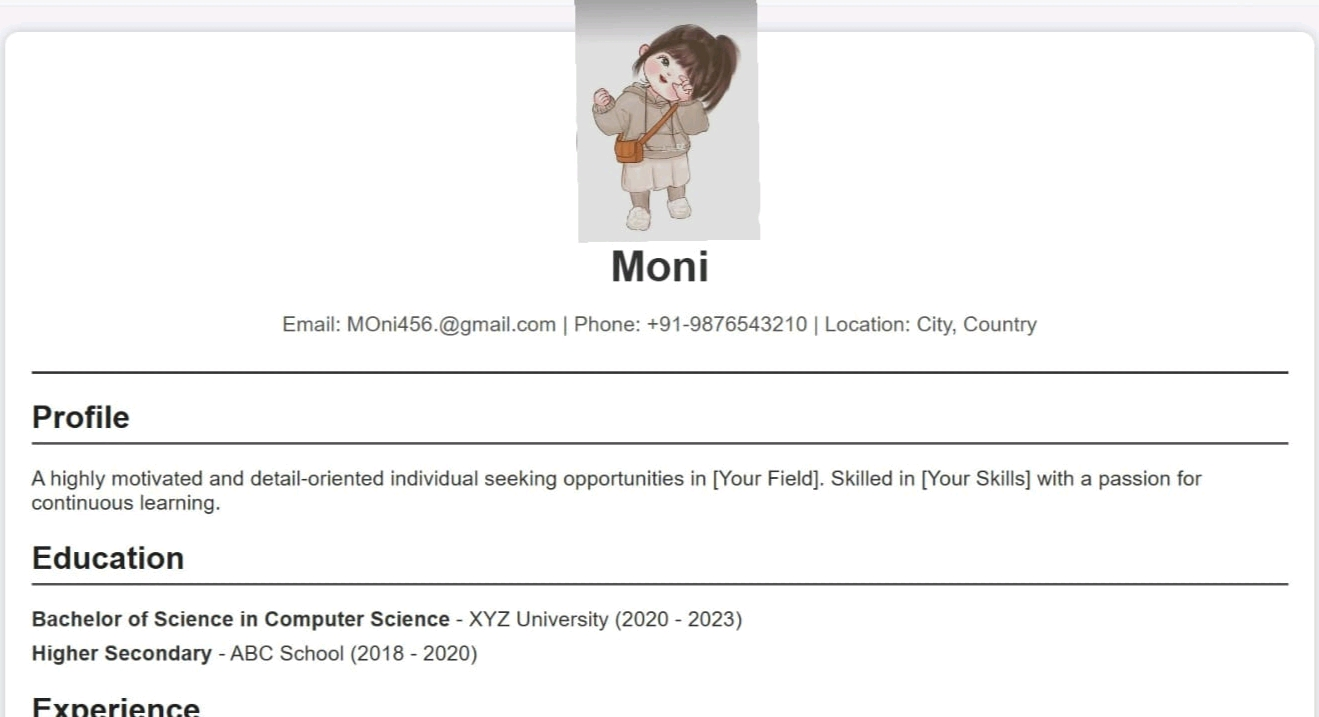 Moni
Email: MOni456.@gmail.com | Phone: +91-9876543210 | Location: City, Country
Profile
A highly motivated and detail-oriented individual seeking opportunities in [Your Field]. Skilled in [Your Skills] with a passion for
continuous learning.
Education
Bachelor of Science in Computer Science - XYZ University (2020 - 2023)
Higher Secondary - ABC School (2018 - 2020)
Experience